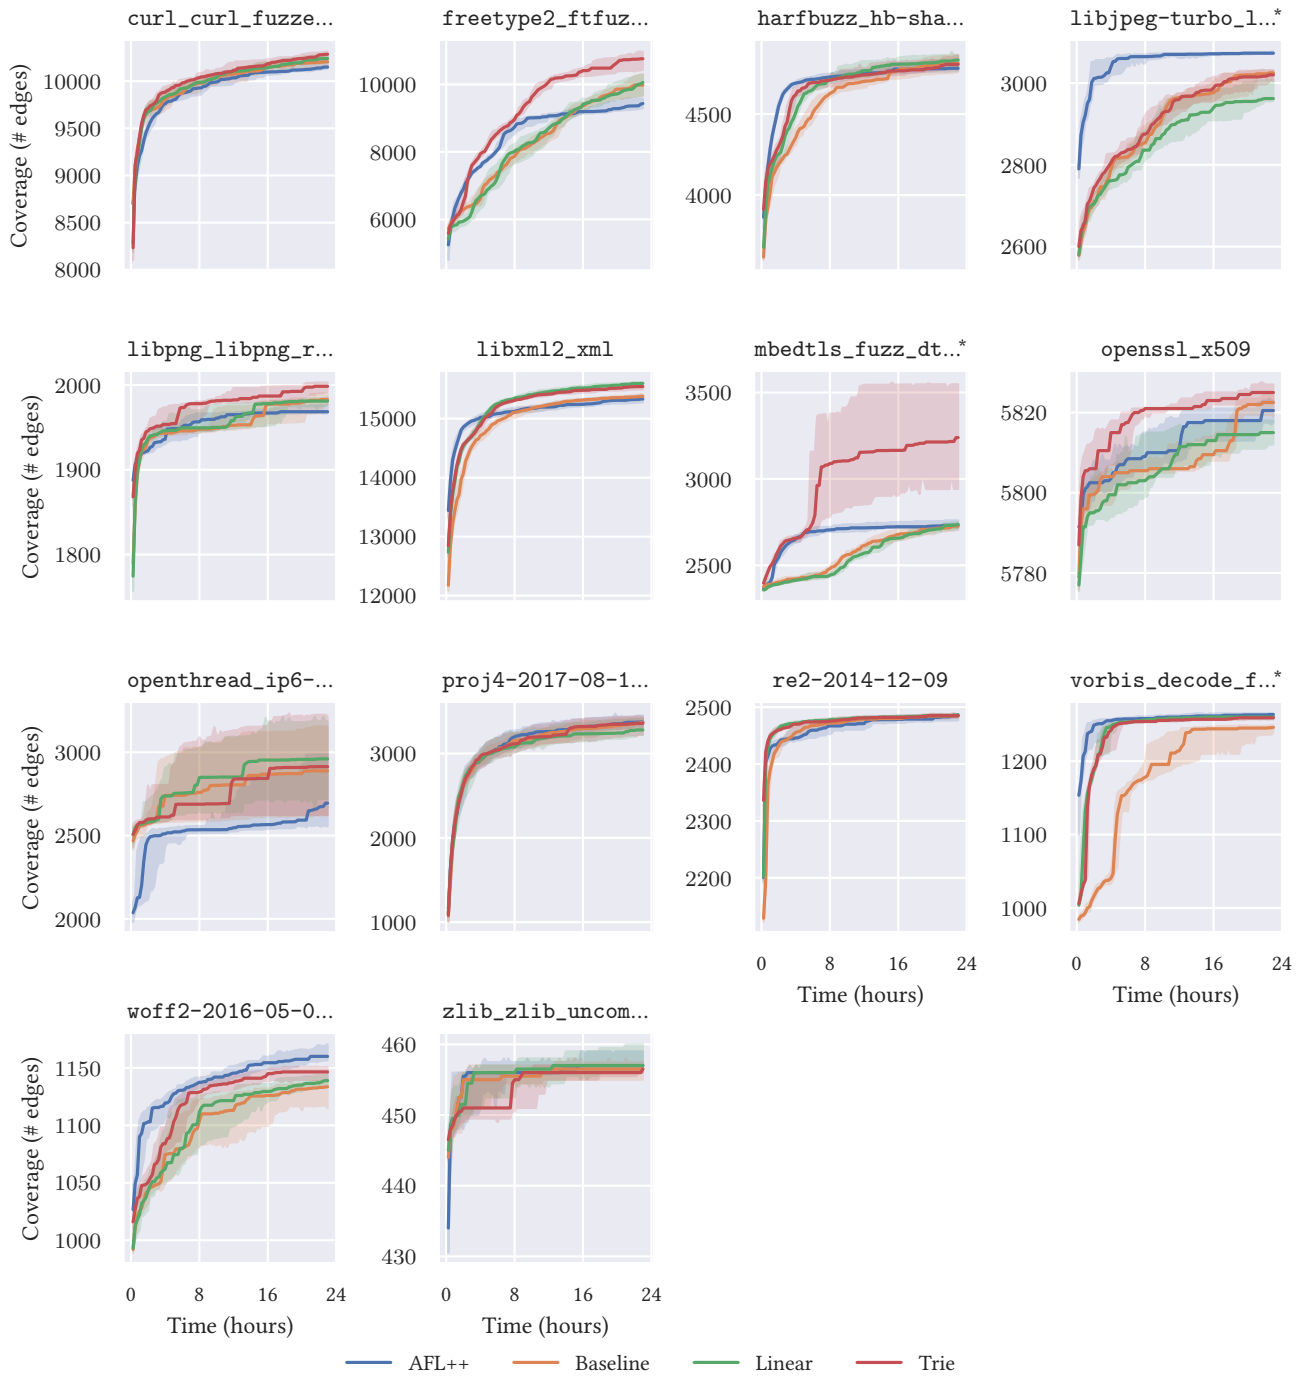 curl_curl_fuzze...
freetype2_ftfuz...
harfbuzz_hb-sha...
libjpeg-turbo_l...*
Coverage (# edges)
10000
9500
9000
8500
8000
10000
8000
6000
4500
4000
3000
2800
2600
libpng_libpng_r...
libxml2_xml
mbedtls_fuzz_dt...*
openssl_x509
Coverage (# edges)
2000
1900
1800
15000
14000
13000
12000
3500
3000
2500
5820
5800
5780
openthread_ip6-...
proj4-2017-08-1...
re2-2014-12-09
vorbis_decode_f...*
Coverage (# edges)
3000
2500
2000
3000
2000
1000
2500
2400
2300
2200
1200
1100
1000
0 8 16 24
0 8 16 24
Time (hours)
Time (hours)
woff2-2016-05-0...
zlib_zlib_uncom...
Coverage (# edges)
1150
1100
1050
1000
460
450
440
430
0 8 16 24
0 8 16 24
Time (hours)
Time (hours)
AFL++ Baseline Linear Trie